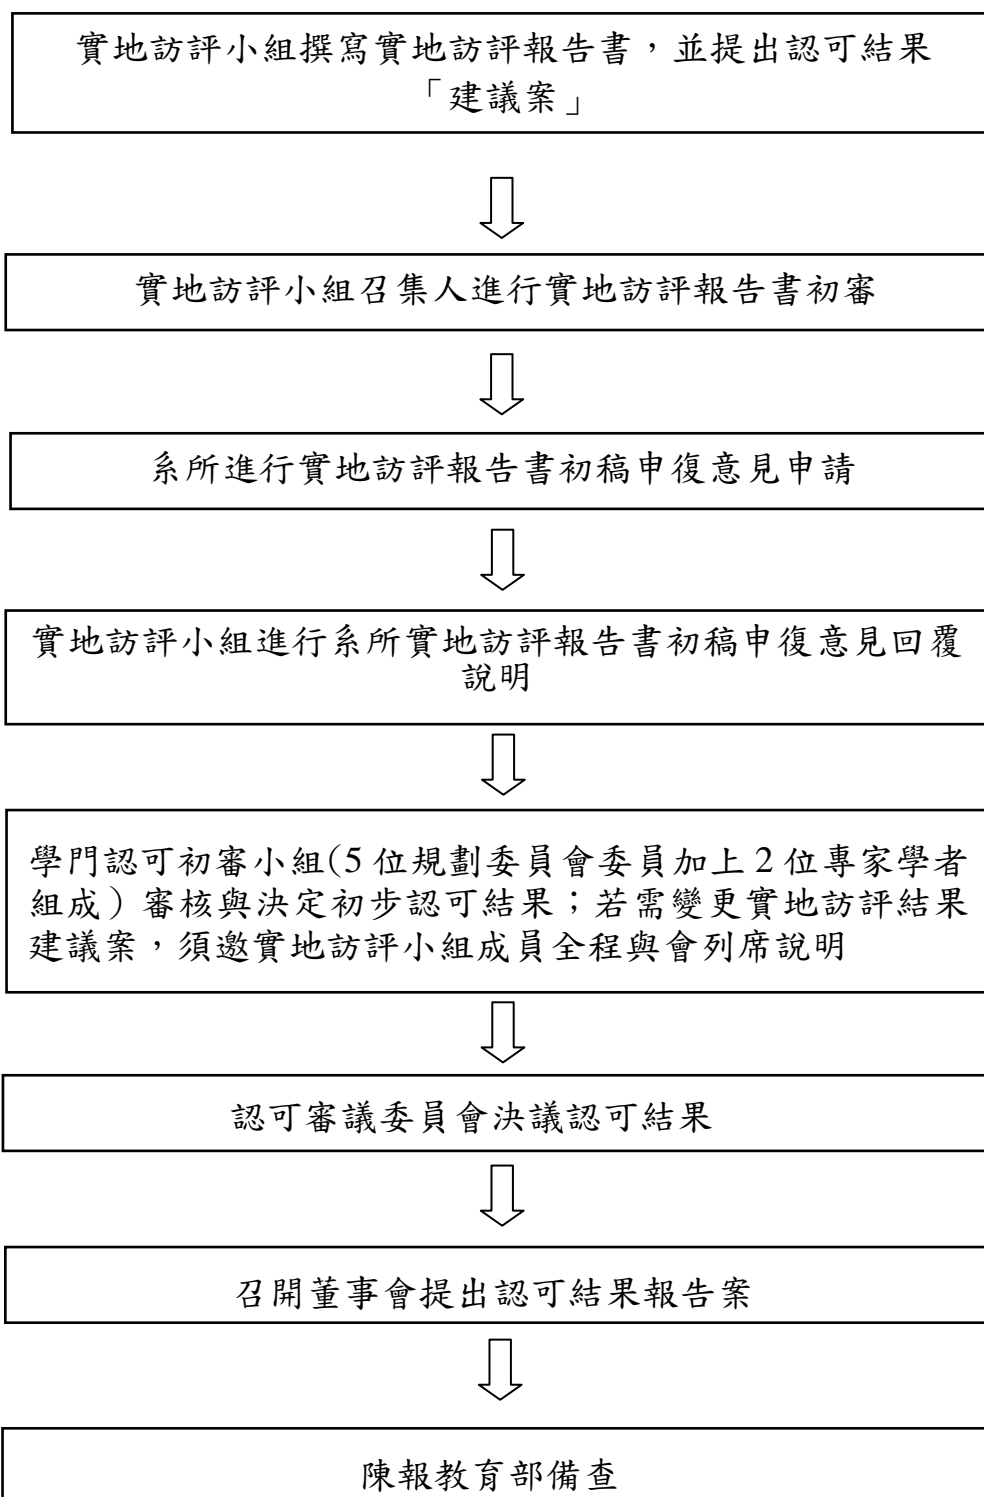 實地訪評小組撰寫實地訪評報告書，並提出認可結果
「建議案」
實地訪評小組召集人進行實地訪評報告書初審
系所進行實地訪評報告書初稿申復意見申請
實地訪評小組進行系所實地訪評報告書初稿申復意見回覆
說明
學門認可初審小組(5 位規劃委員會委員加上 2 位專家學者
組成）審核與決定初步認可結果；若需變更實地訪評結果
建議案，須邀實地訪評小組成員全程與會列席說明
認可審議委員會決議認可結果
召開董事會提出認可結果報告案
陳報教育部備查